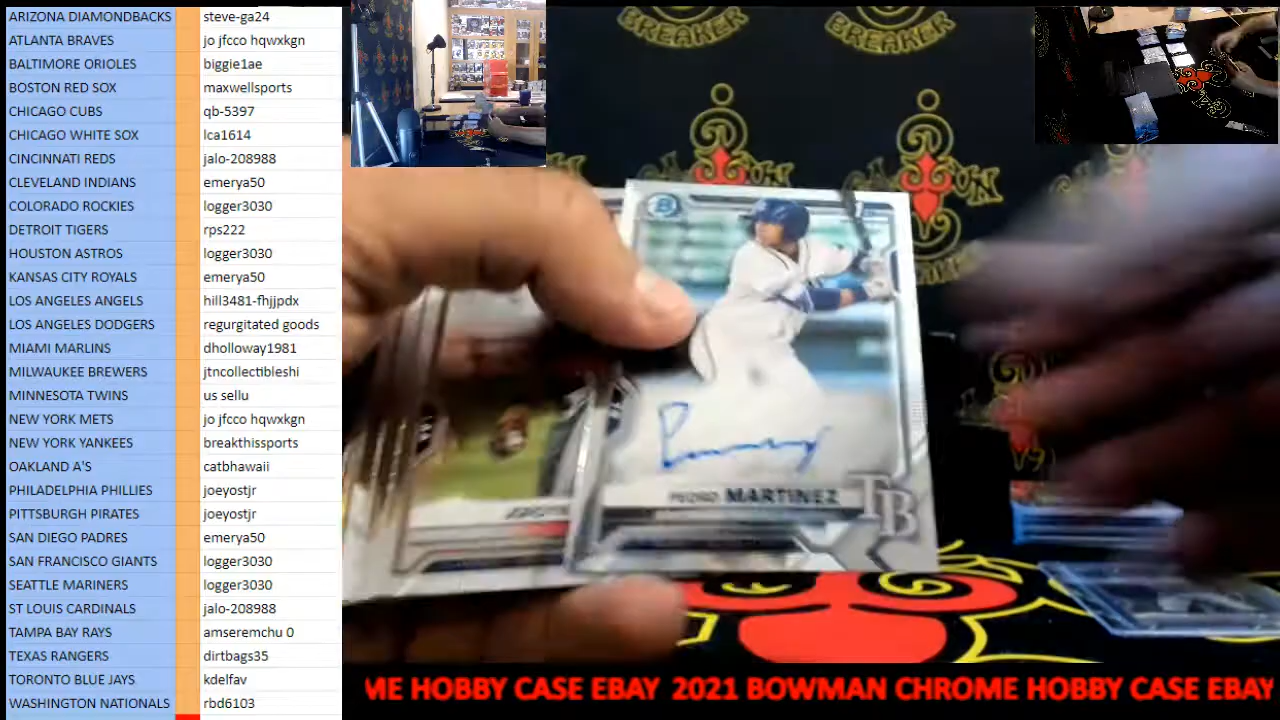 ARIZONA DIAMONDBACKS steve-ga24
ATLANTA BRAVES jo jfcco hqwxkgn
BALTIMORE ORIOLES biggie1ae
BOSTON RED SOX maxwellsports
CHICAGO CUBS qb-5397
CHICAGO WHITE SOX lca1614
CINCINNATI REDS jalo-208988
CLEVELAND INDIANS emerya50
COLORADO ROCKIES logger3030
DETROIT TIGERS rps222
HOUSTON ASTROS logger3030
KANSAS CITY ROYALS emerya50
LOS ANGELES ANGELS hill3481-fhjjpdx
LOS ANGELES DODGERS regurgitated goods
MIAMI MARLINS dholloway1981
MILWAUKEE BREWERS jtncollectibleshi
MINNESOTA TWINS us sellu
NEW YORK METS jo jfcco hqwxkgn
NEW YORK YANKEES breakthissports
OAKLAND A'S catbhawaii
PHILADELPHIA PHILLIES joeyostjr
PITTSBURGH PIRATES joeyostjr
SAN DIEGO PADRES emerya50
SAN FRANCISCO GIANTS logger3030
SEATTLE MARINERS logger3030
ST LOUIS CARDINALS jalo-208988
TAMPA BAY RAYS amseremchu 0
TEXAS RANGERS dirtbags35
TORONTO BLUE JAYS kdelfav
WASHINGTON NATIONALS rbd6103
BREAKER BREAKER
PEDRO MARTINEZ
TB
ME HOBBY CASE EBAY 2021 BOWMAN CHROME HOBBY CASE EBAY